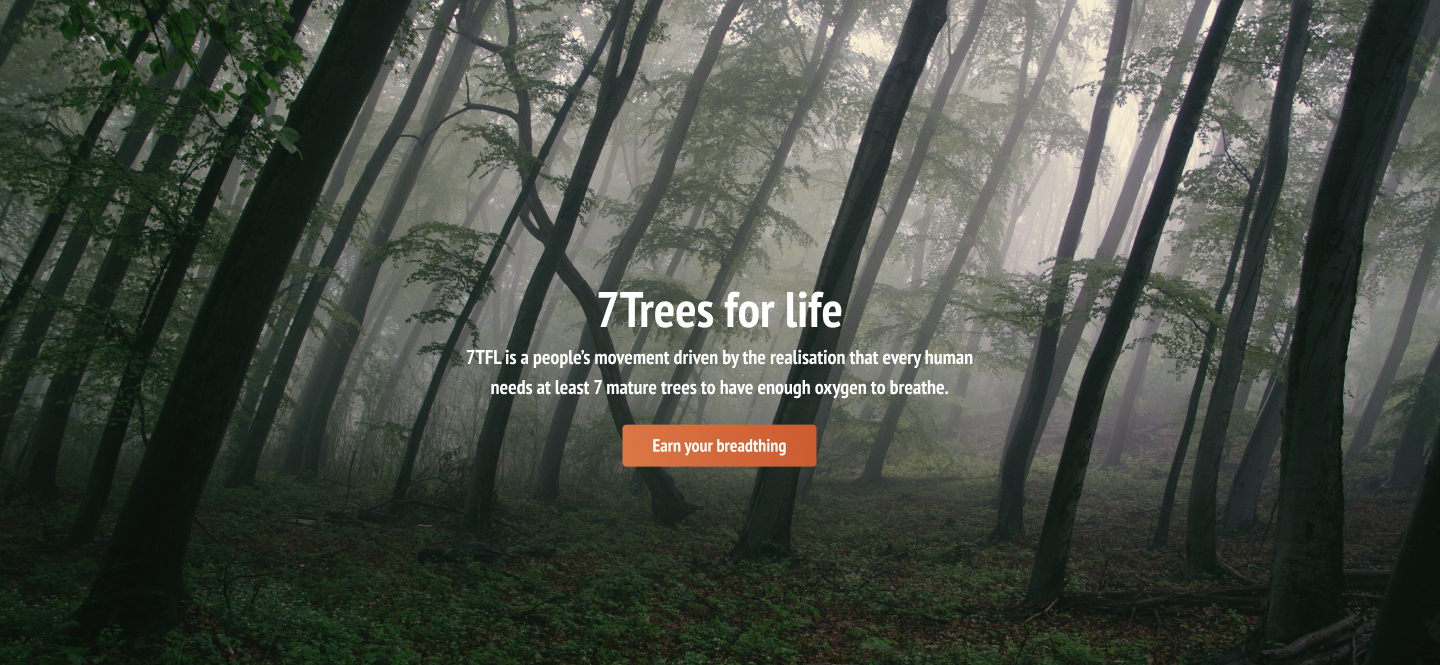 7Trees for life
7TFL is a people's movement driven by the realisation that every human
needs at least 7 mature trees to have enough oxygen to breathe.
Earn your breadthing